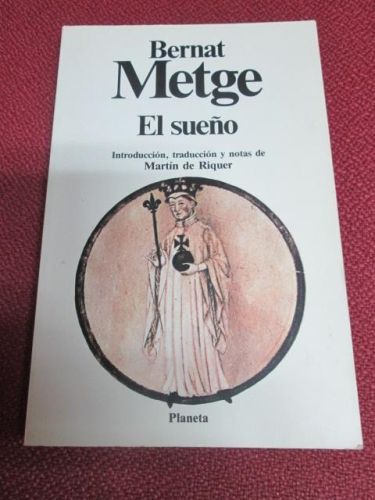 Bernat
Metge
El sueño
Introducción, traducción y notas de
Martín de Riquer
Planeta